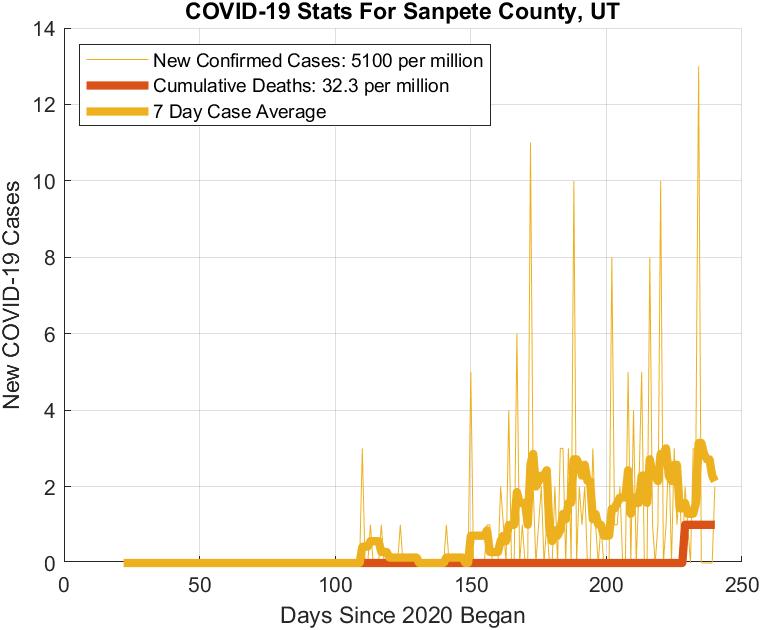 COVID-19 Stats For Sanpete County, UT
New Confirmed Cases: 5100 per million
Cumulative Deaths: 32.3 per million
7 Day Case Average
New COVID-19 Cases
14
12
10
8
6
4
2
0
0 50 100 150 200 250
Days Since 2020 Began